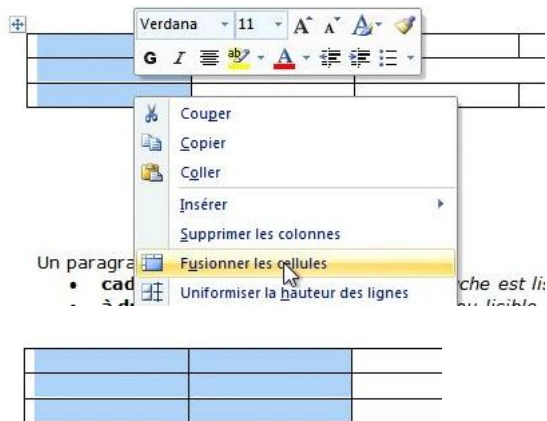 Verdana 11 A A A
G I ab A
Couper
Copier
Coller
Insérer
Supprimer les colonnes
Un paragra
Fusionner les cellules
cad
che est lis
Uniformiser la hauteur des lignes